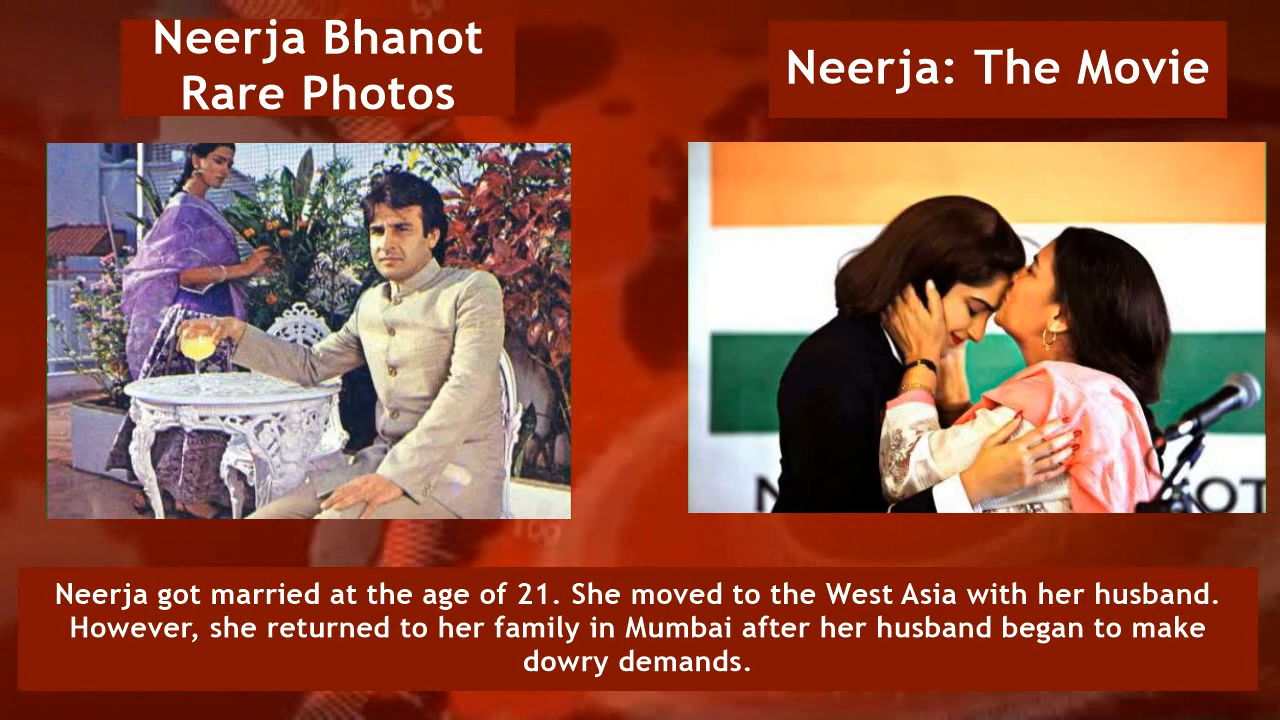 Neerja Bhanot
Rare Photos
Neerja: The Movie
N
OT
Neerja got married at the age of 21. She moved to the West Asia with her husband.
However, she returned to her family in Mumbai after her husband began to make
dowry demands.